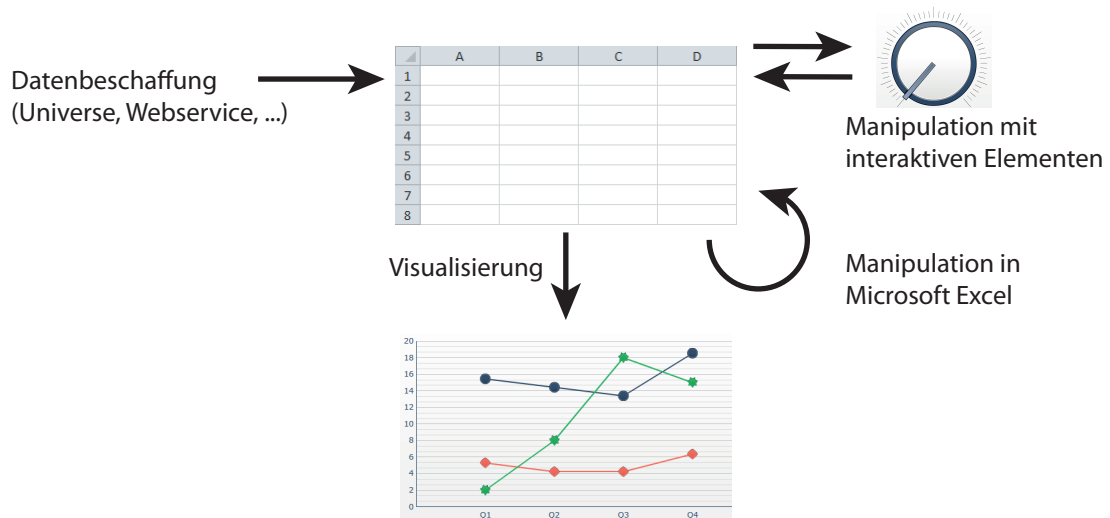 Datenbeschaffung
(Universe, Webservice, ...)
A B C D
1
2
3
4
5
6
7
8
Manipulation mit
interaktiven Elementen
Visualisierung
Manipulation in
Microsoft Excel
20
18
16
14
12
10
8
6
4
2
0
Q1 Q2 Q3 Q4